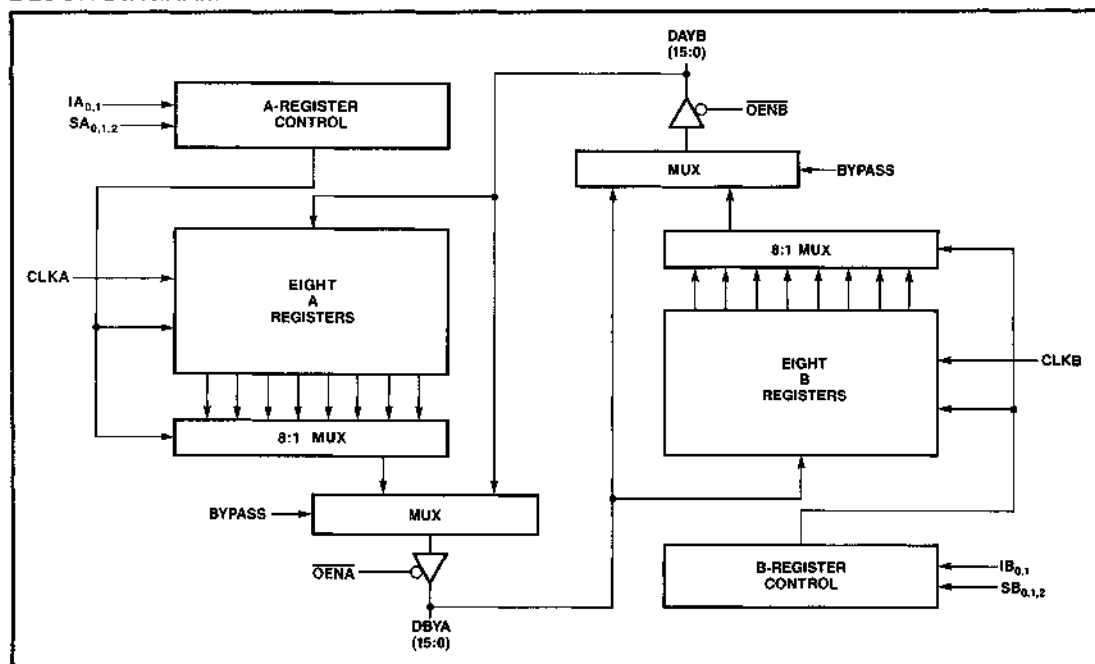 DAYB
(15:0)
IA0,1
SA0,1,2
A-REGISTER
CONTROL
OENB
MUX
BYPASS
8:1 MUX
CLKA
EIGHT
A
REGISTERS
EIGHT
B
REGISTERS
CLKB
8:1 MUX
BYPASS
MUX
OENA
B-REGISTER
CONTROL
IB0,1
SB0,1,2
DBYA
(15:0)